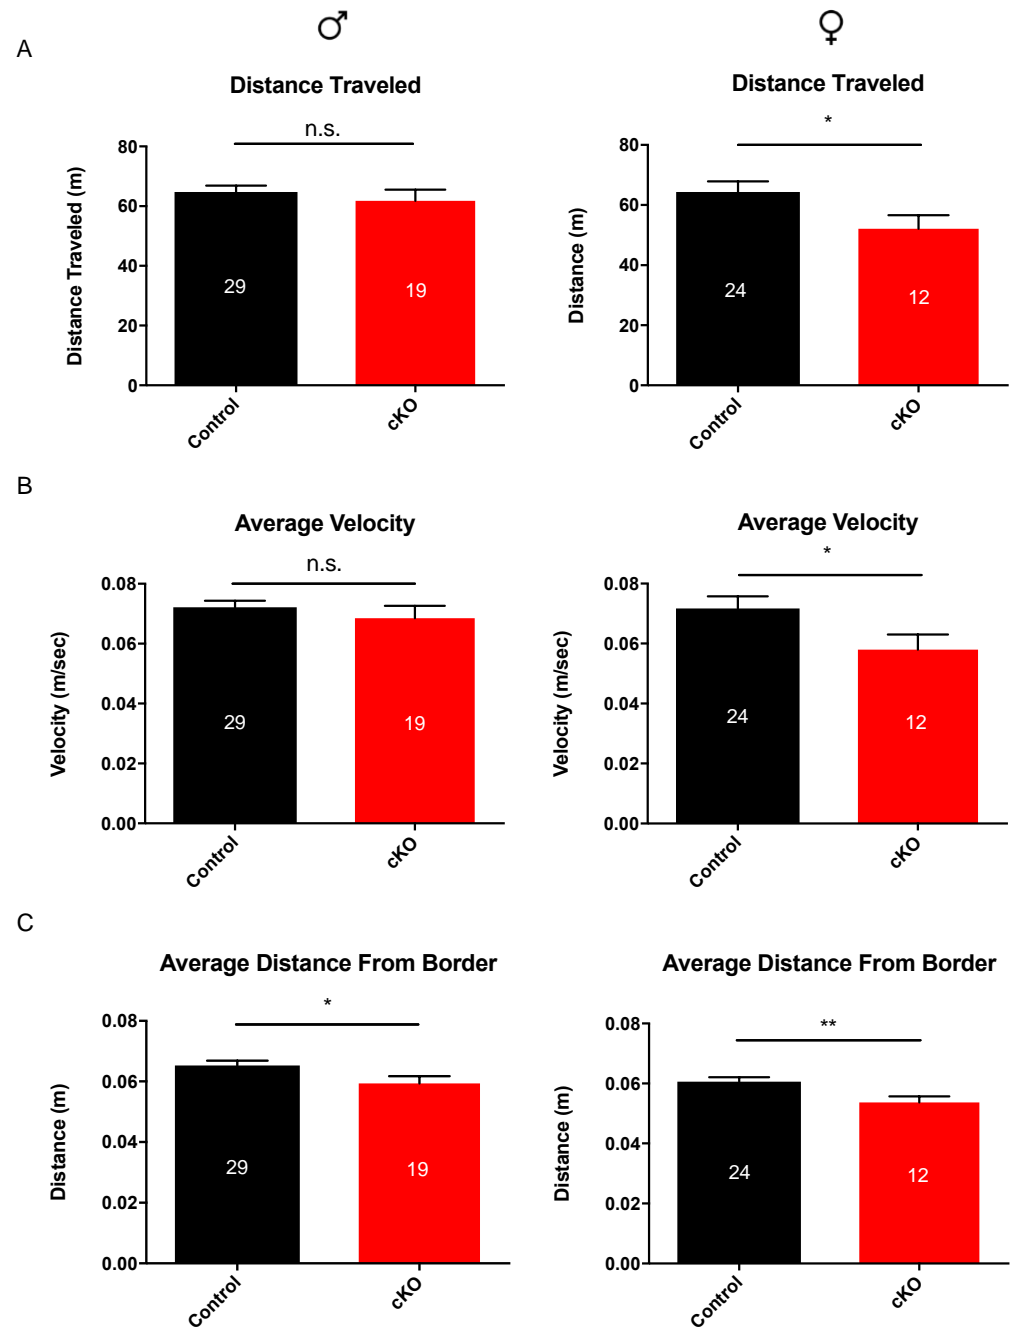 ♂ ♀
A
Distance Traveled
n.s.
Distance Traveled (m)
80
60
40
20
0
29
19
Control
cKO
Distance Traveled
*
Distance (m)
80
60
40
20
0
24
12
Control
cKO
B
Average Velocity
n.s.
Velocity (m/sec)
0.08
0.06
0.04
0.02
0.00
29
19
Control
cKO
Average Velocity
*
Velocity (m/sec)
0.08
0.06
0.04
0.02
0.00
24
12
Control
cKO
C
Average Distance From Border
*
Distance (m)
0.08
0.06
0.04
0.02
0.00
29
19
Control
cKO
Average Distance From Border
**
Distance (m)
0.08
0.06
0.04
0.02
0.00
24
12
Control
cKO